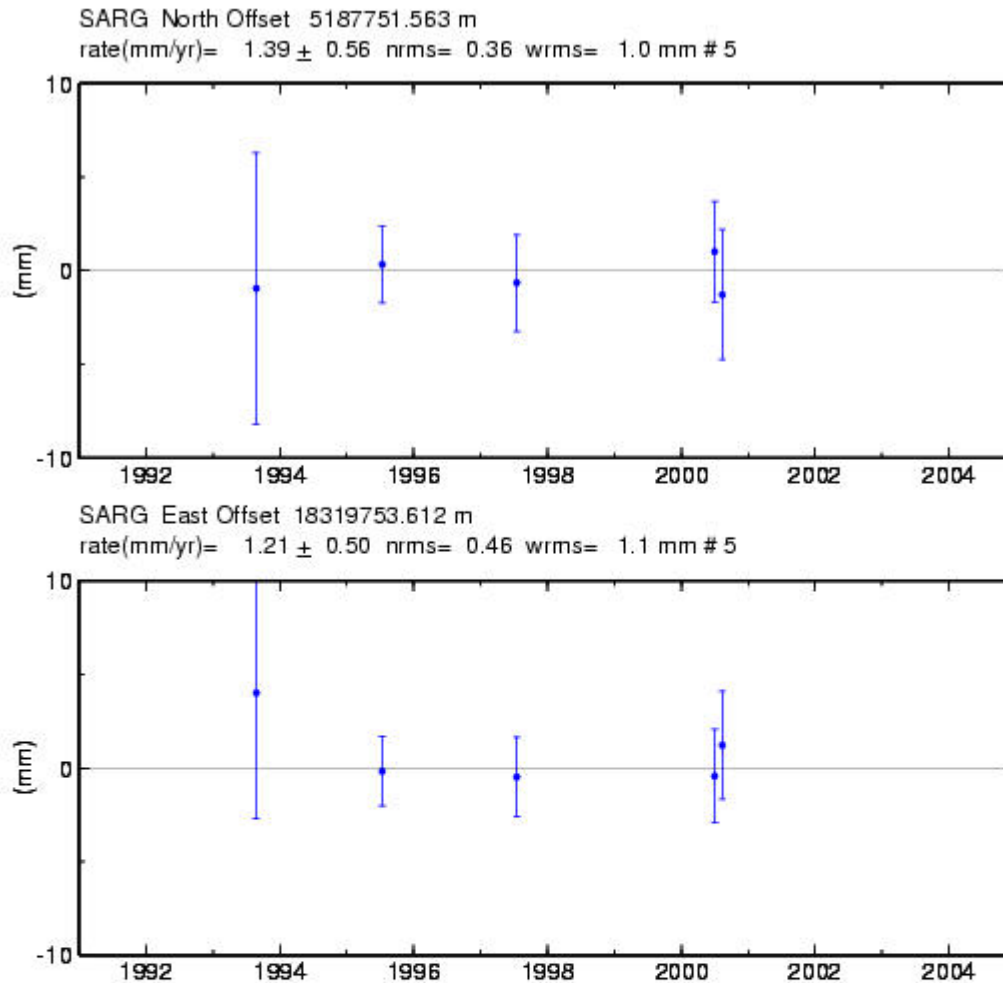 SARG North Offset 5187751.563 m
rate(mm/yr)= 1.39 ± 0.56 nrms= 0.36 wrms= 1.0 mm # 5
10
(mm)
0
-10
1992 1994 1996 1998 2000 2002 2004
SARG East Offset 18319753.612 m
rate(mm/yr)= 1.21 ± 0.50 nrms= 0.46 wrms= 1.1 mm # 5
10
(mm)
0
-10
1992 1994 1996 1998 2000 2002 2004